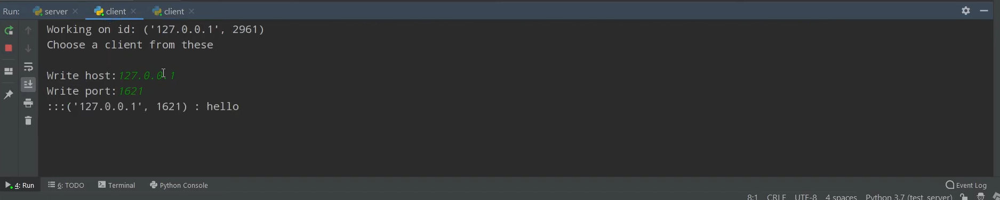 Run: server client client
Working on id: ('127.0.0.1', 2961)
Choose a client from these
Write host:127.0.0.1
Write port:1621
:::('127.0.0.1', 1621) : hello
4: Run 6: TODO Terminal Python Console Event Log
8:1 CRLF UTF-8 4 spaces Python 3.7 (test_server)